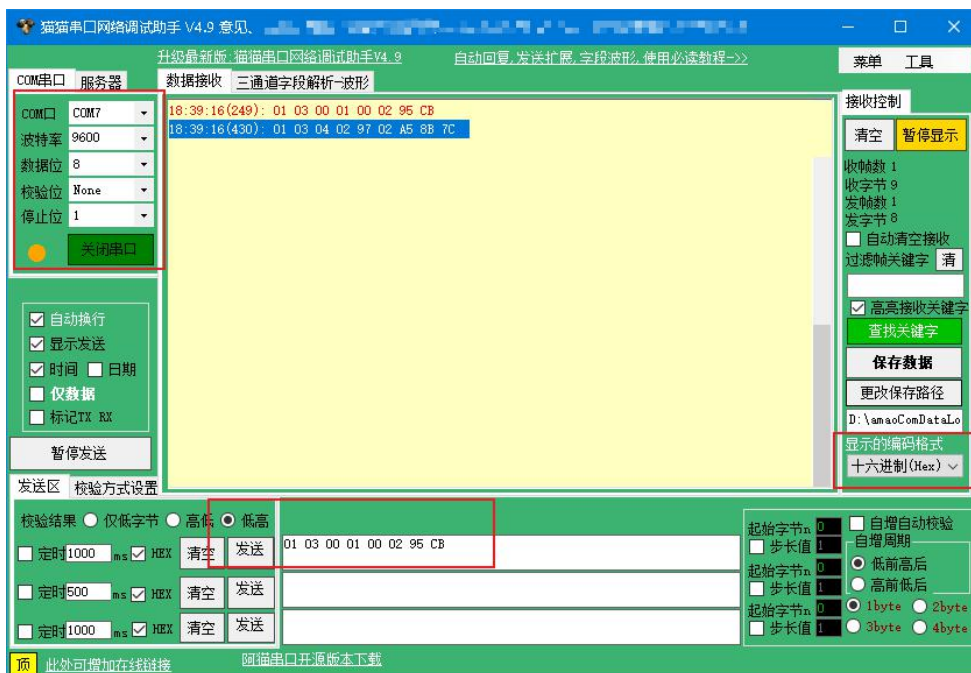 猫猫串口网络调试助手 V4.9 意见、
升级最新版:猫猫串口网络调试助手V4.9 自动回复,发送扩展,字段波形,使用必读教程->> 菜单 工具
COM串口 服务器 数据接收 三通道字段解析-波形
COM口 COM7
波特率 9600
数据位 8
校验位 None
停止位 1
关闭串口
自动换行
显示发送
时间 日期
仅数据
标记TX RX
暂停发送
18:39:16(249): 01 03 00 01 00 02 95 CB
18:39:16(430): 01 03 04 02 97 02 A5 8B 7C
接收控制
清空 暂停显示
收帧数 1
收字节 9
发帧数 1
发字节 8
自动清空接收
过滤帧关键字 清
高亮接收关键字
查找关键字
保存数据
更改保存路径
D:\amaoComDataLo
显示的编码格式
十六进制(Hex)
发送区 校验方式设置
校验结果 仅低字节 高低 低高
定时 1000 ms HEX 清空 发送 01 03 00 01 00 02 95 CB
定时 500 ms HEX 清空 发送
定时 1000 ms HEX 清空 发送
起始字节n 0
步长值 1
起始字节n 0
步长值 1
起始字节n 0
步长值 1
自增自动校验
自增周期
低前高后
高前低后
1byte 2byte
3byte 4byte
顶 此处可增加在线链接 阿猫串口开源版本下载